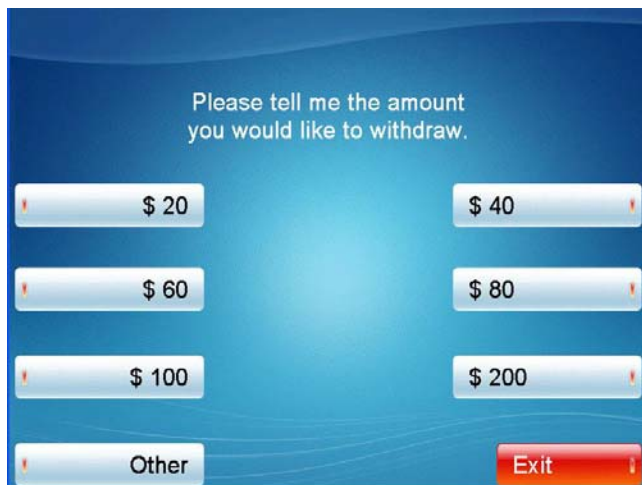 Please tell me the amount
you would like to withdraw.
$ 20
$ 40
$ 60
$ 80
$ 100
$ 200
Other
Exit